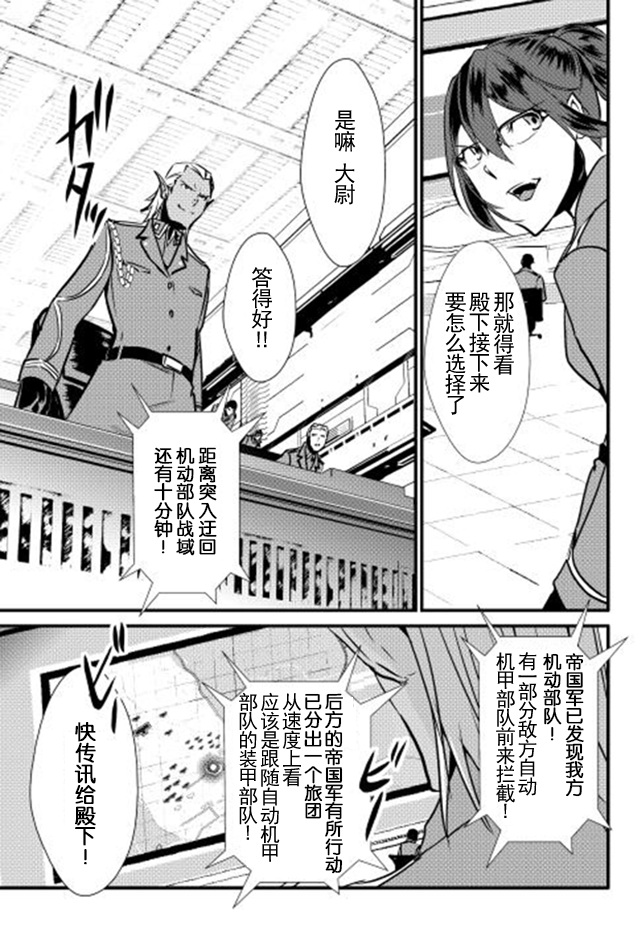 那就得看
殿下接下来
要怎么选择了
是嘛 大尉
答得好!!
ガタッ
距离突入迂回
机动部队战域
还有十分钟！
帝国军已发现我方
机动部队！
有一部分敌方自动
机甲部队前来拦截！
后方的帝国军有所行动
已分出一个旅团
从速度上看
应该是跟随自动机甲
部队的装甲部队！
快传讯给殿下！